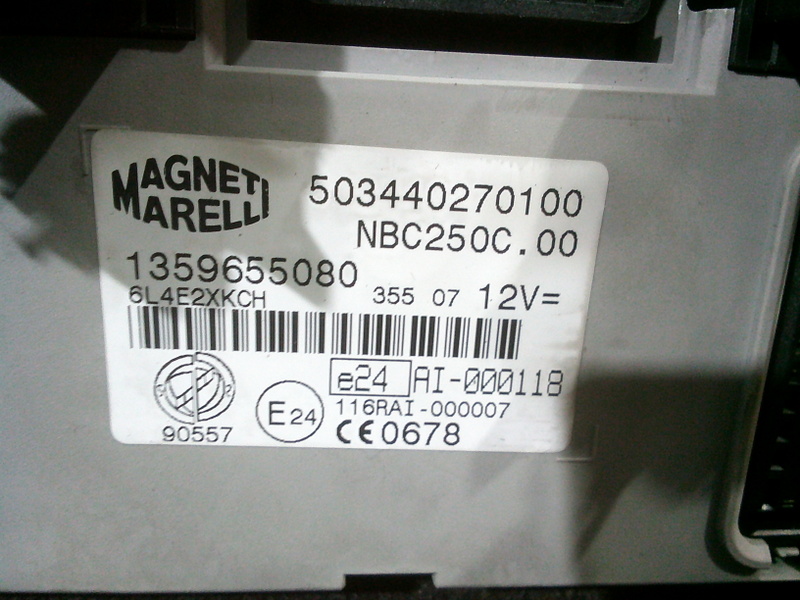 MAGNETI
MARELLI
503440270100
NBC250C.00
1359655080
6L4E2XKCH
355 07 12V=
e24 AI-000118
E24
116RAI-000007
90557
CE0678